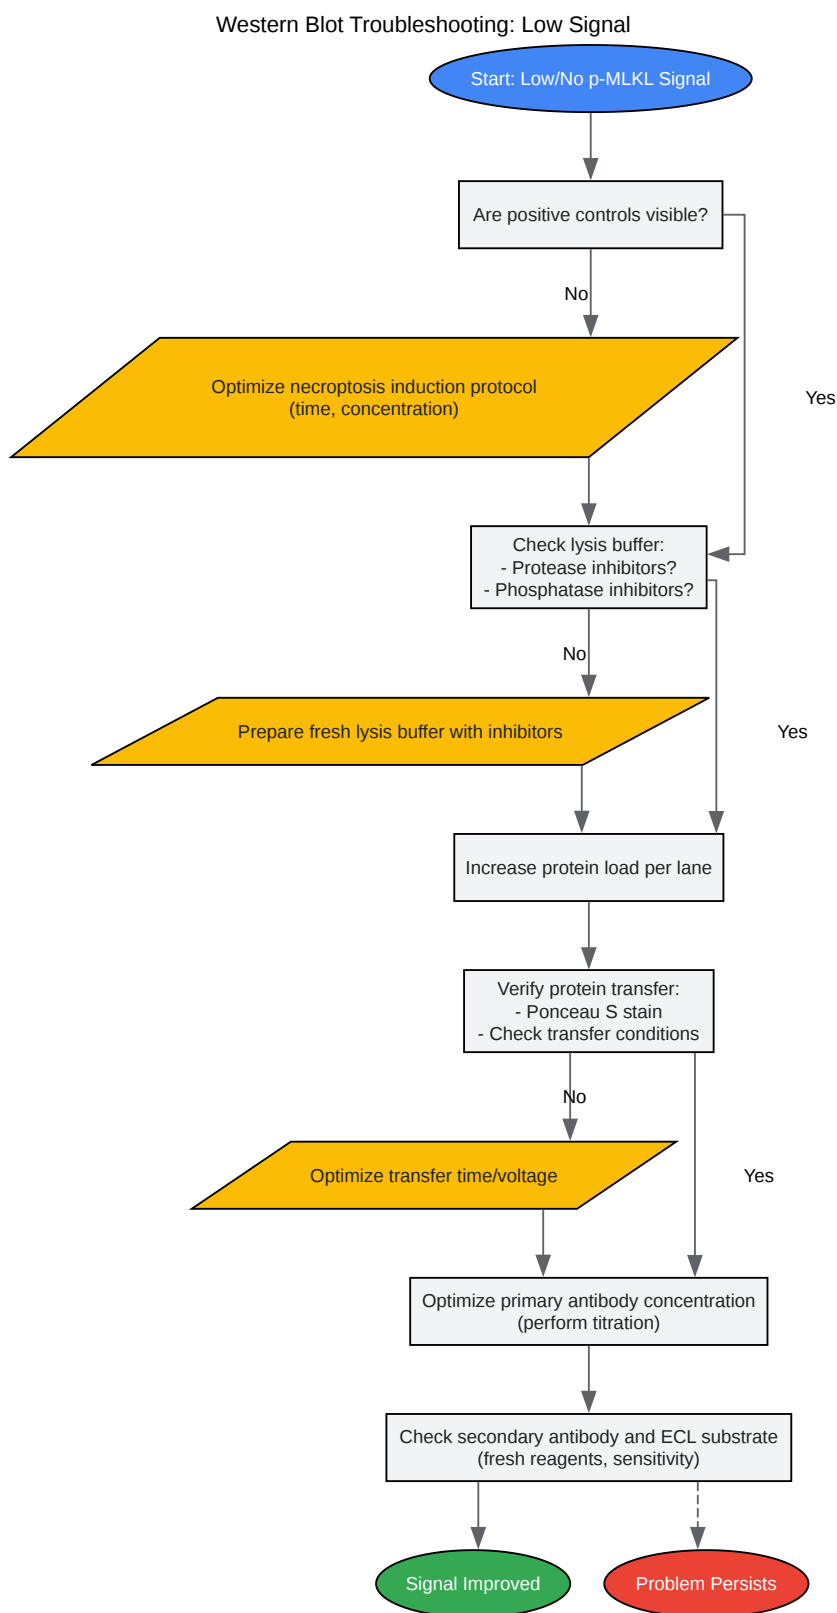 Western Blot Troubleshooting: Low Signal
Start: Low/No p-MLKL Signal
Are positive controls visible?
No
Optimize necroptosis induction protocol
(time, concentration)
Yes
Check lysis buffer:
- Protease inhibitors?
- Phosphatase inhibitors?
No
Prepare fresh lysis buffer with inhibitors
Yes
Increase protein load per lane
Verify protein transfer:
- Ponceau S stain
- Check transfer conditions
No
Optimize transfer time/voltage
Yes
Optimize primary antibody concentration
(perform titration)
Check secondary antibody and ECL substrate
(fresh reagents, sensitivity)
Signal Improved
Problem Persists